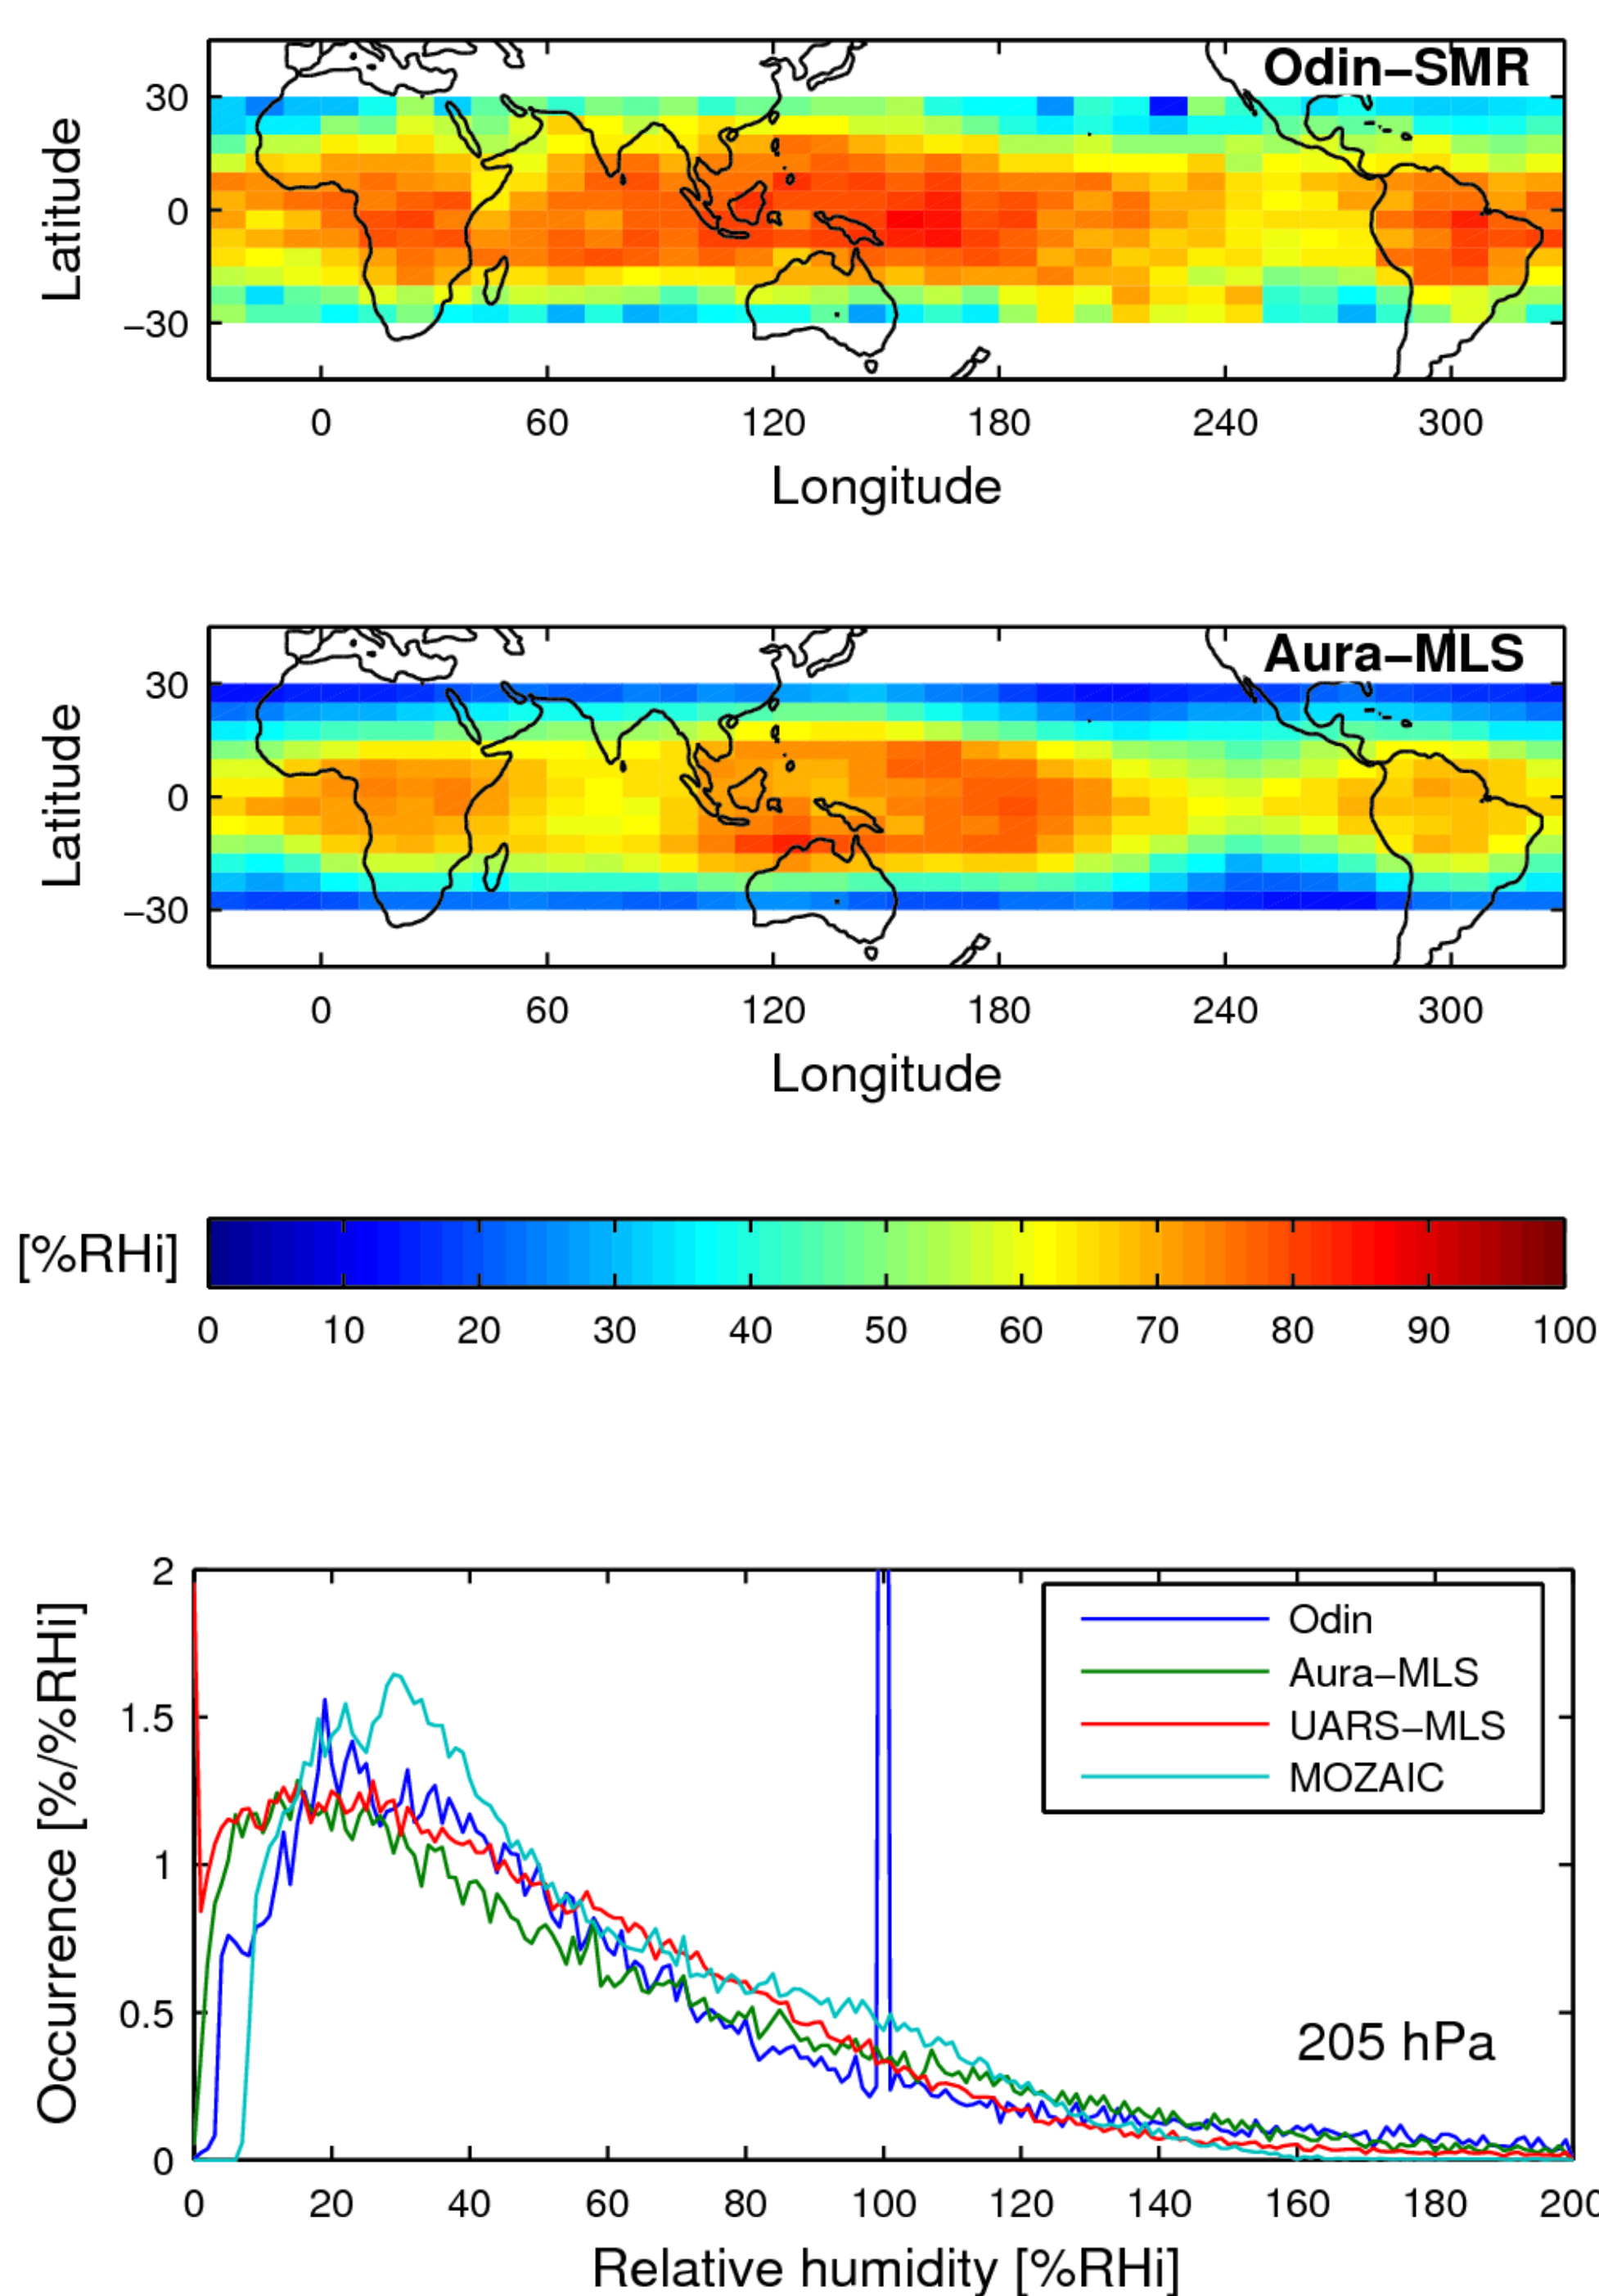 Odin−SMR
Latitude
30
0
−30
0 60 120 180 240 300
Longitude
Aura−MLS
Latitude
30
0
−30
0 60 120 180 240 300
Longitude
[%RHi]
0 10 20 30 40 50 60 70 80 90 100
Occurrence [%/%RHi]
2
1.5
1
0.5
0
Odin
Aura−MLS
UARS−MLS
MOZAIC
205 hPa
0 20 40 60 80 100 120 140 160 180 200
Relative humidity [%RHi]